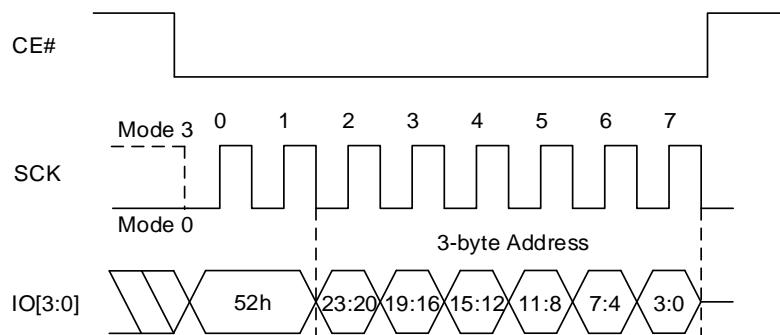 CE#
Mode 3 0 1 2 3 4 5 6 7
SCK
Mode 0
3-byte Address
IO[3:0] 52h 23:20 19:16 15:12 11:8 7:4 3:0